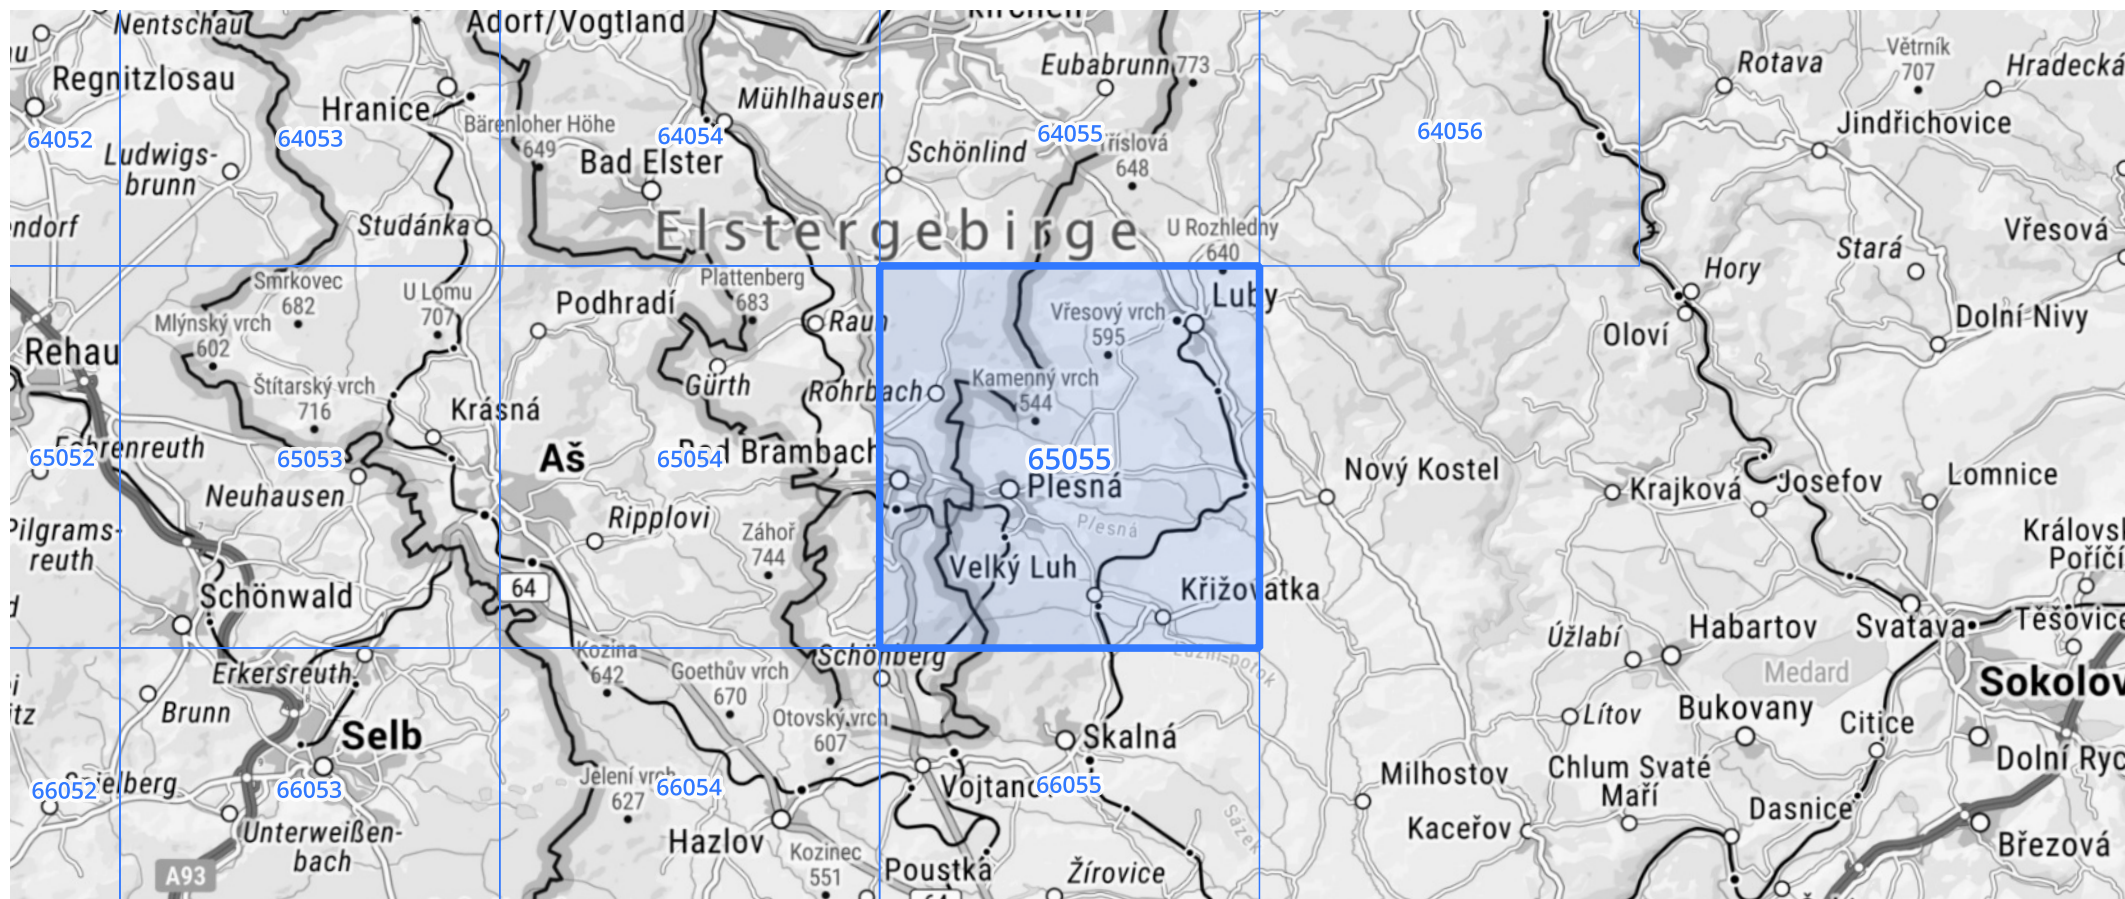 Nentschau
Adorf/Vogtland
Regnitzlosau
Hranice
Mühlhausen
Eubabrunn
773
Rotava
Větrník
707
Hradecká
64052
64053
64054
64055
64056
Bärenloher Höhe
649
Bad Elster
Schönlind
Tříslová
648
Jindřichovice
Ludwigs-
brunn
Studánka
Elstergebirge
U Rozhledny
640
Stará
Vřesová
Smrkovec
682
U Lomu
707
Podhradí
Plattenberg
683
Raun
Luby
Hory
Mlýnský vrch
602
Vřesový vrch
595
Oloví
Dolní Nivy
Rehau
Štítarský vrch
716
Krásná
Gürth
Rohrbach
Kamenný vrch
544
65052
65053
65054
65055
Aš
Bad Brambach
Neuhausen
Plesná
Plesná
Nový Kostel
Krajková
Josefov
Lomnice
Pilgrams-
reuth
Ripplovi
Záhoř
744
Velký Luh
Křižovatka
Schönwald
64
Habartov
Svatava
Těšovice
Úžlabí
Medard
Sokolov
Erkersreuth
Kozina
642
Goethův vrch
670
Schönberg
Brunn
Selb
Otovský vrch
607
Skalná
Lítov
Bukovany
Citice
Jelení vrch
627
Milhostov
Chlum Svaté
Maří
66052
66053
66054
66055
Dasnice
Hazlov
Kozinec
551
Poustka
Žírovice
Kaceřov
Březová
Unterweißen-
bach
A93